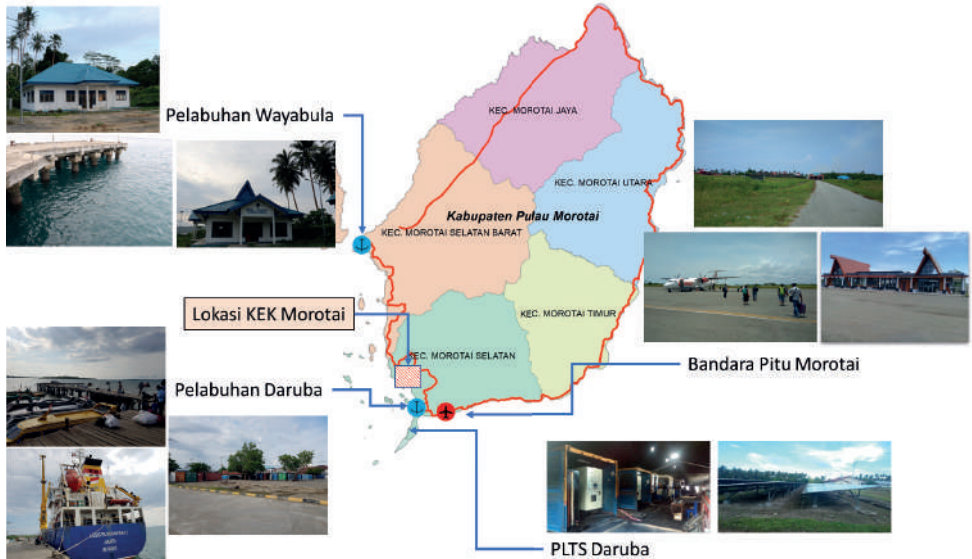 Pelabuhan Wayabula
KEC. MOROTAI JAYA
KEC. MOROTAI UTARA
Kabupaten Pulau Morotai
KEC. MOROTAI SELATAN BARAT
Lokasi KEK Morotai
KEC. MOROTAI TIMUR
KEC. MOROTAI SELATAN
Bandara Pitu Morotai
Pelabuhan Daruba
PLTS Daruba